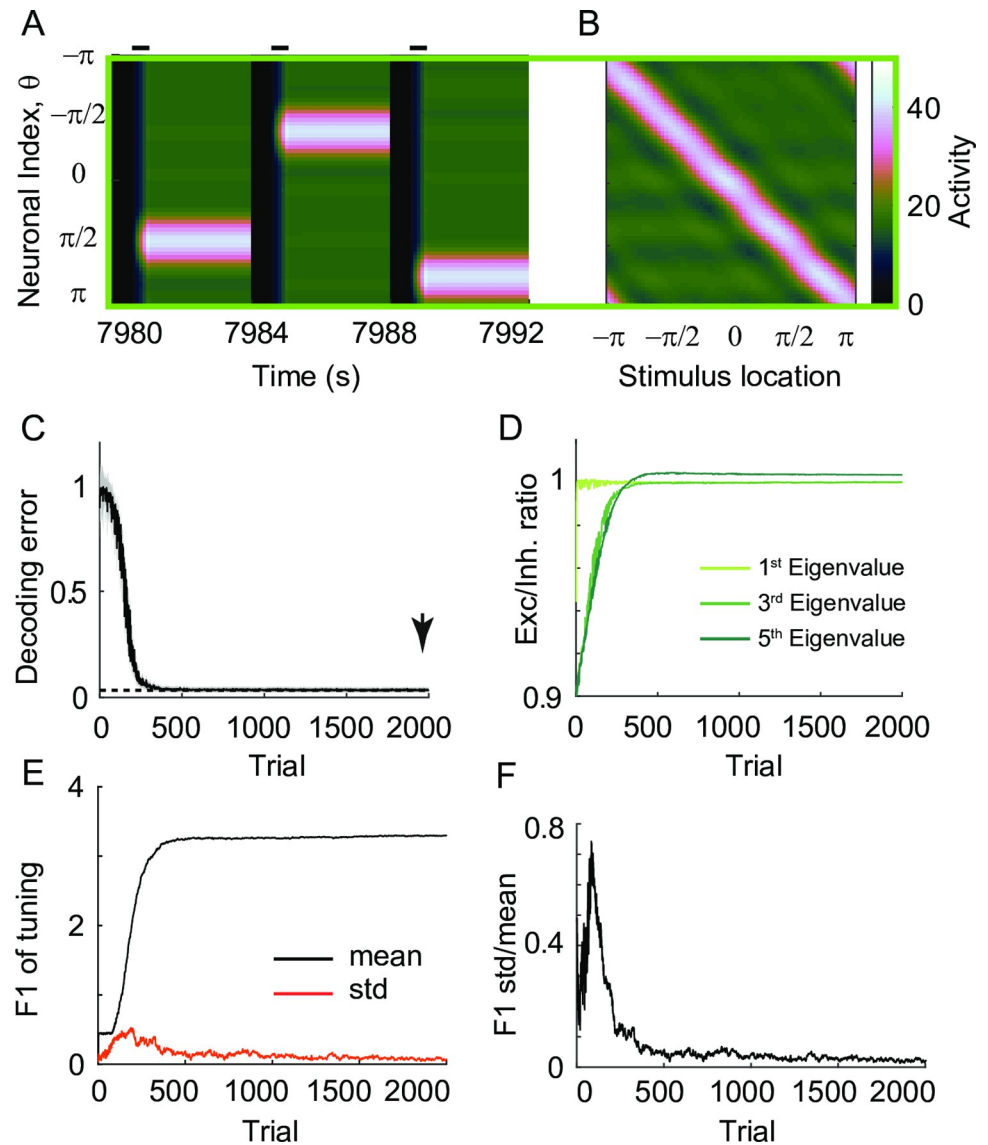 A
B
−π
−π/2
0
π/2
π
Neuronal Index, θ
7980
7984
7988
7992
Time (s)
−π
−π/2
0
π/2
π
Stimulus location
40
20
0
Activity
C
1
0.5
0
Decoding error
0
500
1000
1500
2000
Trial
D
1
0.9
Exc/Inh. ratio
1st Eigenvalue
3rd Eigenvalue
5th Eigenvalue
0
500
1000
1500
2000
Trial
E
4
2
0
F1 of tuning
mean
std
0
500
1000
1500
2000
Trial
F
0.8
0.4
0
F1 std/mean
0
500
1000
1500
2000
Trial